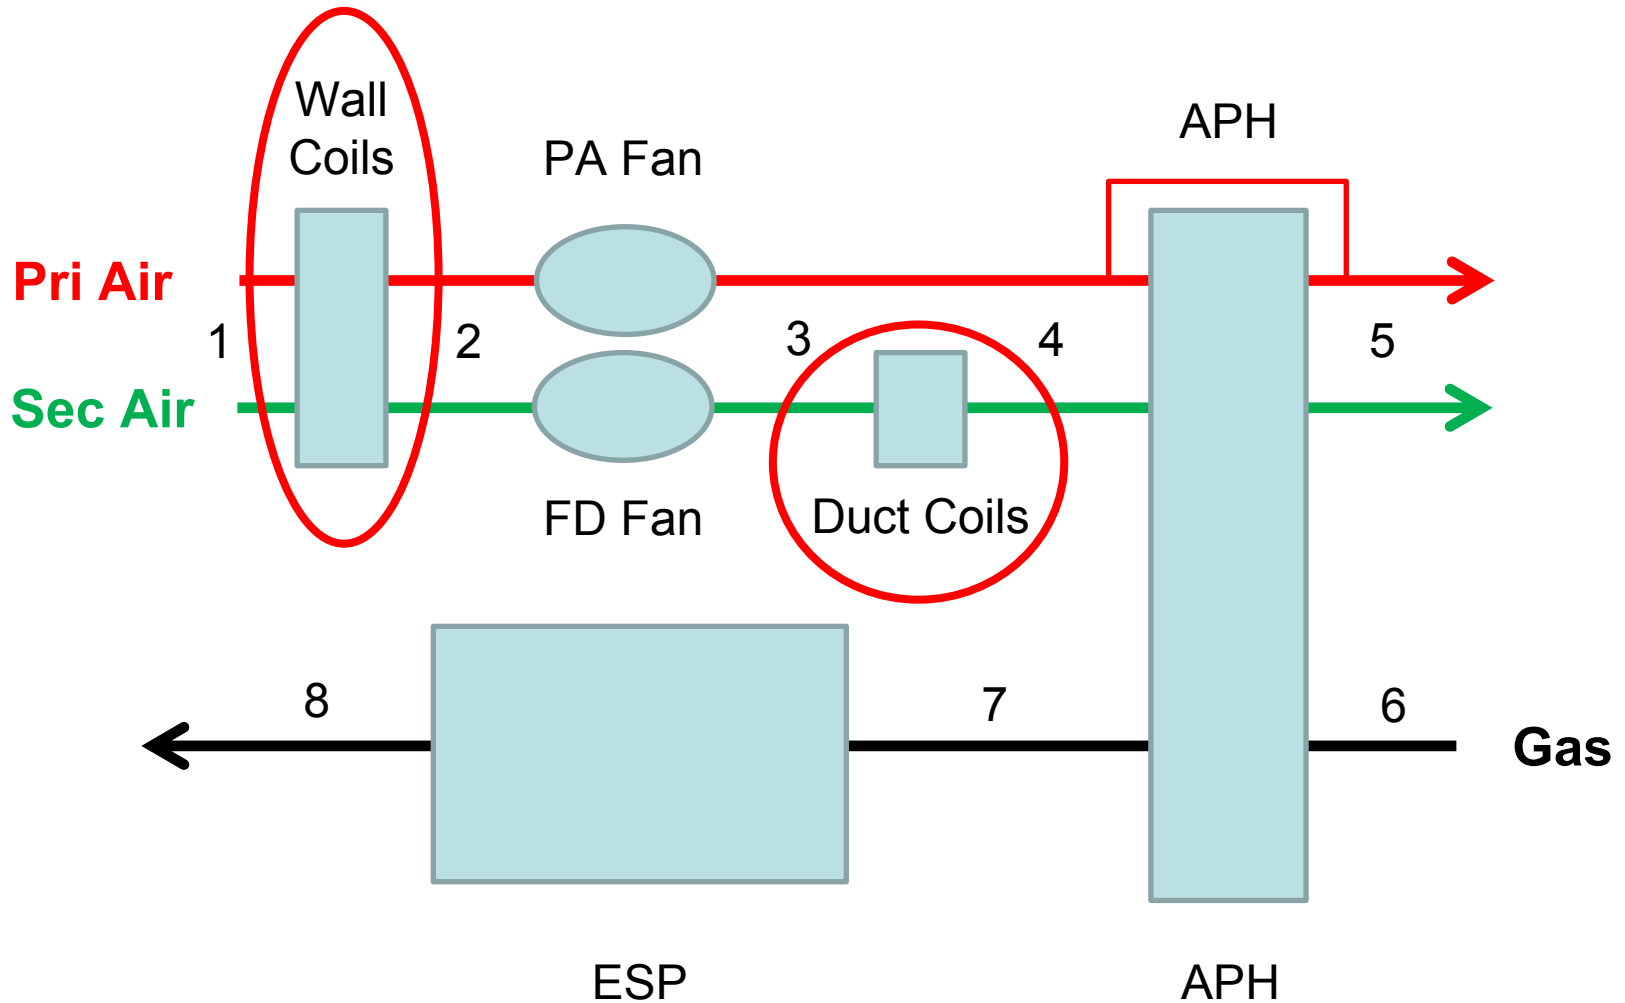 Wall
Coils
PA Fan
APH
Pri Air
1
2
3
4
5
Sec Air
FD Fan
Duct Coils
8
7
6
Gas
ESP
APH